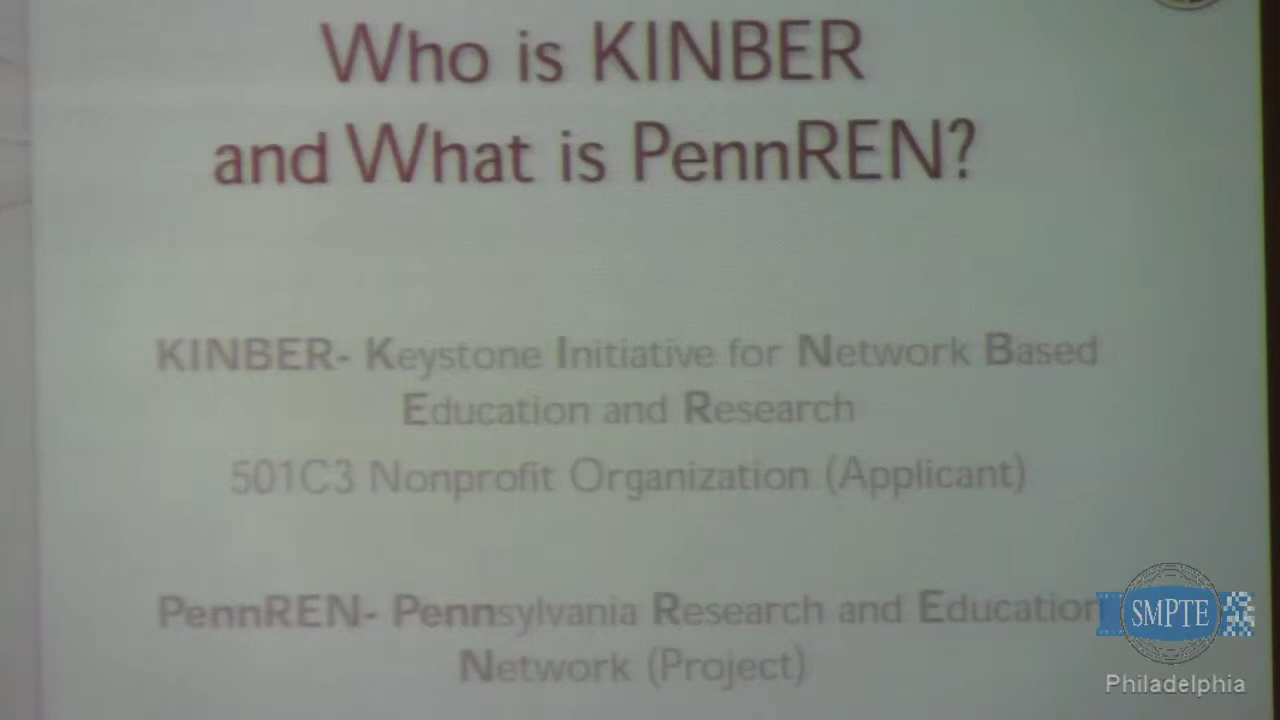 Who is KINBER
and What is PennREN?
KINBER- Keystone Initiative for Network Based
Education and Research
501C3 Nonprofit Organization (Applicant)
PennREN- Pennsylvania Research and Education
Network (Project)
SMPTE
Philadelphia